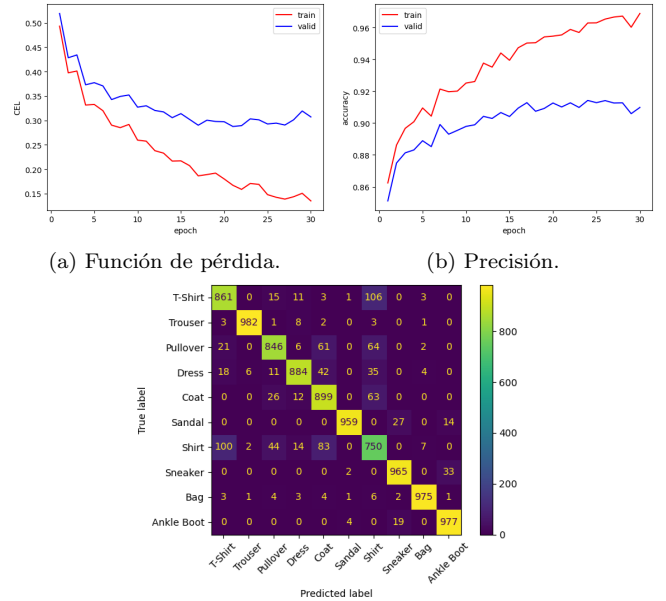 train
valid
0.50
0.45
0.40
0.35
0.30
0.25
0.20
0.15
CEL
0 5 10 15 20 25 30
epoch
train
valid
0.96
0.94
0.92
0.90
0.88
0.86
accuracy
0 5 10 15 20 25 30
epoch
(a) Función de pérdida.
(b) Precisión.
True label
T-Shirt 861 0 15 11 3 1 106 0 3 0
Trouser 3 982 1 8 2 0 3 0 1 0
Pullover 21 0 846 6 61 0 64 0 2 0
Dress 18 6 11 884 42 0 35 0 4 0
Coat 0 0 26 12 899 0 63 0 0 0
Sandal 0 0 0 0 0 959 0 27 0 14
Shirt 100 2 44 14 83 0 750 0 7 0
Sneaker 0 0 0 0 0 2 0 965 0 33
Bag 3 1 4 3 4 1 6 2 975 1
Ankle Boot 0 0 0 0 0 4 0 19 0 977
T-Shirt Trouser Pullover Dress Coat Sandal Shirt Sneaker Bag Ankle Boot
Predicted label
800
600
400
200
0